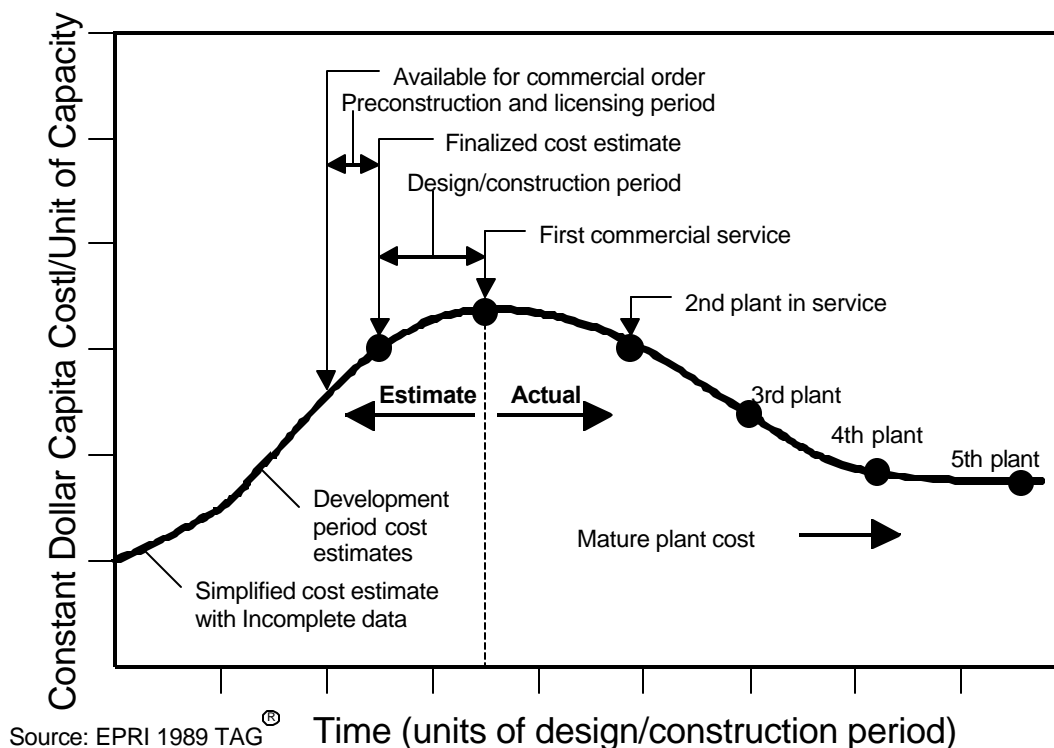 Constant Dollar Capita Costl/Unit of Capacity
Available for commercial order
Preconstruction and licensing period
Finalized cost estimate
Design/construction period
First commercial service
2nd plant in service
Estimate
Actual
3rd plant
4th plant
5th plant
Development
period cost
estimates
Mature plant cost
Simplified cost estimate
with Incomplete data
Source: EPRI 1989 TAG®
Time (units of design/construction period)